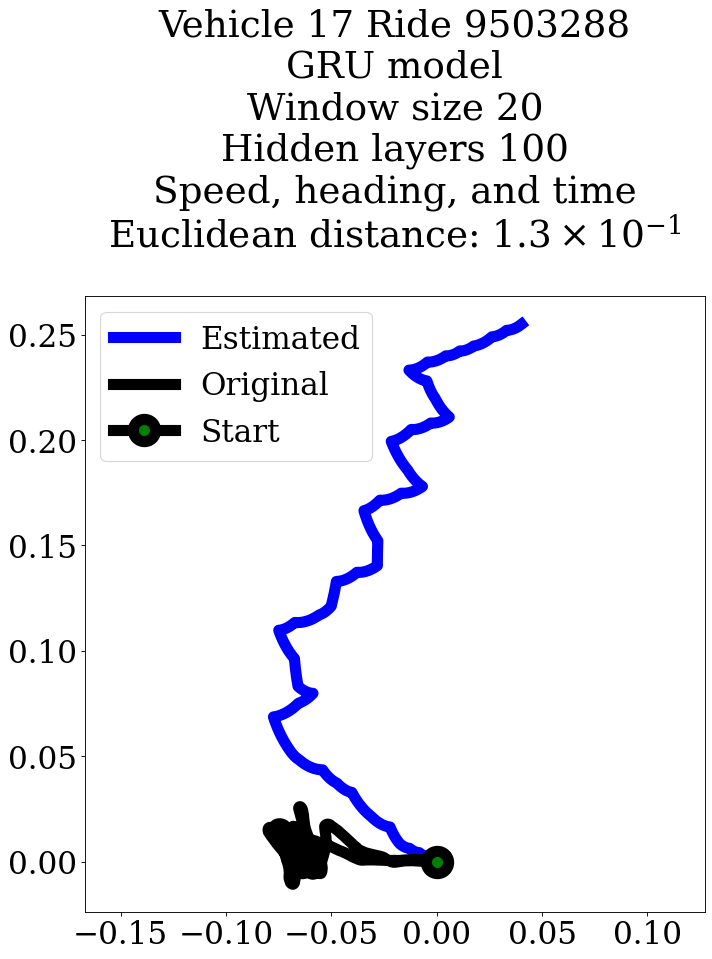 Vehicle 17 Ride 9503288
GRU model
Window size 20
Hidden layers 100
Speed, heading, and time
Euclidean distance: 1.3 × 10⁻¹
Estimated
Original
Start
0.25
0.20
0.15
0.10
0.05
0.00
−0.15 −0.10 −0.05 0.00 0.05 0.10